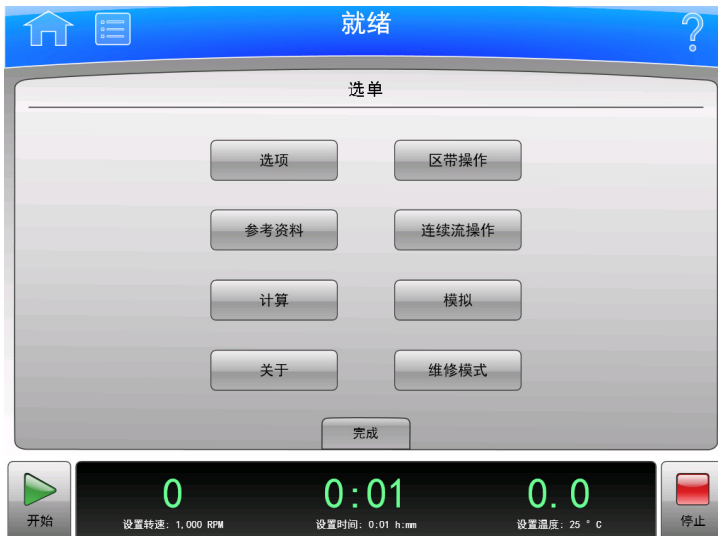 就绪
?
选单
选项 区带操作
参考资料 连续流操作
计算 模拟
关于 维修模式
完成
0 0:01 0.0
开始 设置转速: 1,000 RPM 设置时间: 0:01 h:mm 设置温度: 25 ° C 停止